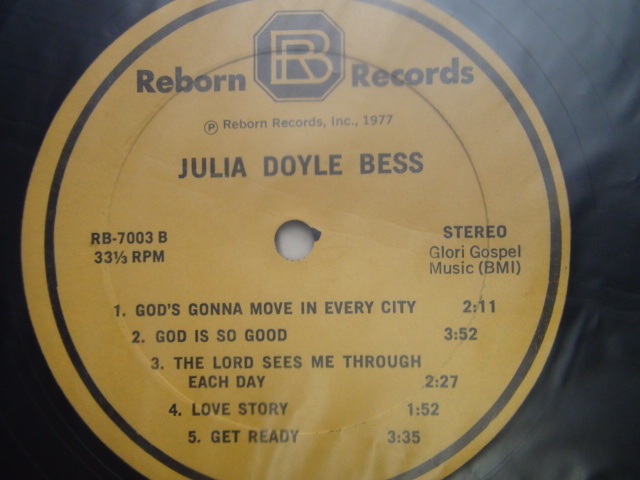 RB
Reborn Records
℗ Reborn Records, Inc., 1977
JULIA DOYLE BESS
RB-7003 B
33⅓ RPM
STEREO
Glori Gospel
Music (BMI)
1. GOD'S GONNA MOVE IN EVERY CITY 2:11
2. GOD IS SO GOOD 3:52
3. THE LORD SEES ME THROUGH
EACH DAY 2:27
4. LOVE STORY 1:52
5. GET READY 3:35